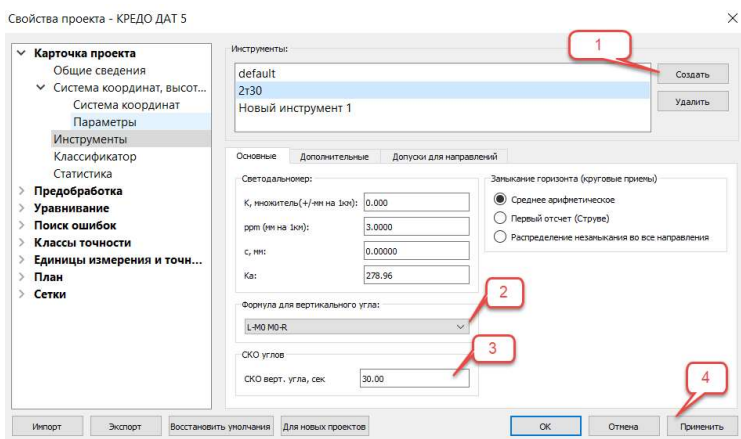 Свойства проекта - КРЕДО ДАТ 5
Карточка проекта
Общие сведения
Система координат, высот...
Система координат
Параметры
Инструменты
Классификатор
Статистика
Предобработка
Уравнивание
Поиск ошибок
Классы точности
Единицы измерения и точн...
План
Сетки
Инструменты:
default
2т30
Новый инструмент 1
1
Создать
Удалить
Основные Дополнительные Допуски для направлений
Светодальномер:
K, множитель(+/-мм на 1км): 0.000
ppm (мм на 1км): 3.0000
c, мм: 0.00000
Ka: 278.96
Замыкание горизонта (круговые приемы)
Среднее арифметическое
Первый отсчет (Струве)
Распределение незамыкания во все направления
Формула для вертикального угла:
L-M0 M0-R
2
СКО углов
СКО верт. угла, сек 30.00
3
4
Импорт Экспорт Восстановить умолчания Для новых проектов OK Отмена Применить